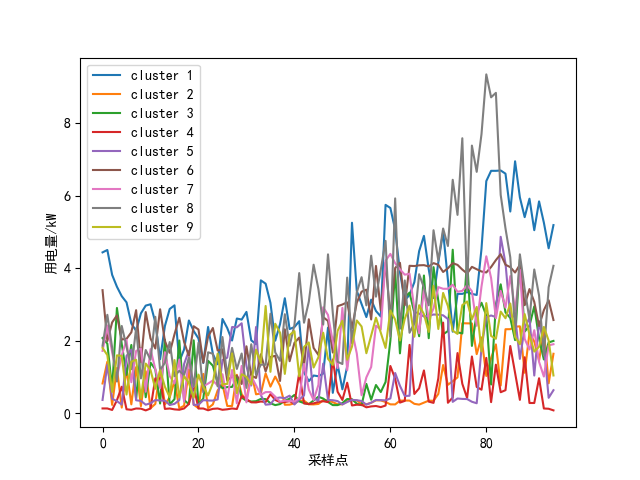 cluster 1
cluster 2
cluster 3
cluster 4
cluster 5
cluster 6
cluster 7
cluster 8
cluster 9
用电量/kW
8
6
4
2
0
0 20 40 60 80
采样点